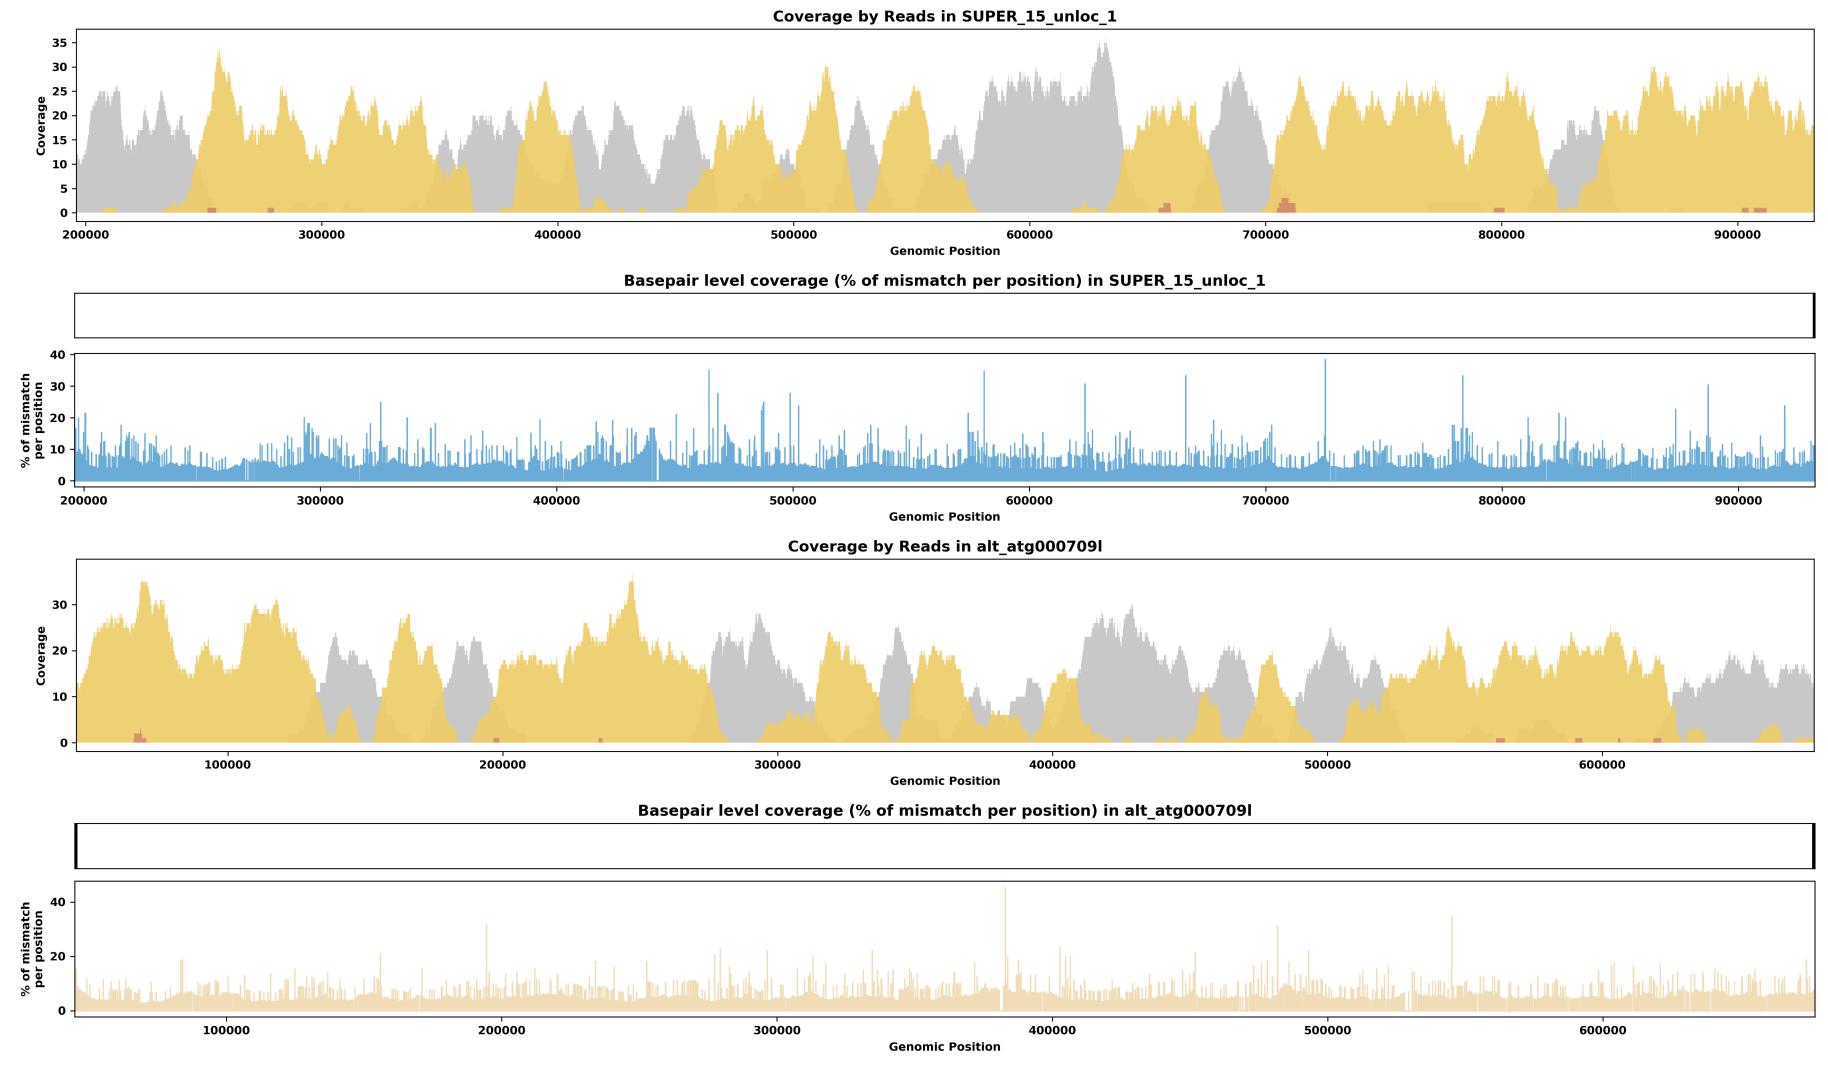 Coverage by Reads in SUPER_15_unloc_1
Coverage
35
30
25
20
15
10
5
0
200000 300000 400000 500000 600000 700000 800000 900000
Genomic Position
Basepair level coverage (% of mismatch per position) in SUPER_15_unloc_1
% of mismatch
per position
40
30
20
10
0
200000 300000 400000 500000 600000 700000 800000 900000
Genomic Position
Coverage by Reads in alt_atg000709l
Coverage
30
20
10
0
100000 200000 300000 400000 500000 600000
Genomic Position
Basepair level coverage (% of mismatch per position) in alt_atg000709l
% of mismatch
per position
40
20
0
100000 200000 300000 400000 500000 600000
Genomic Position